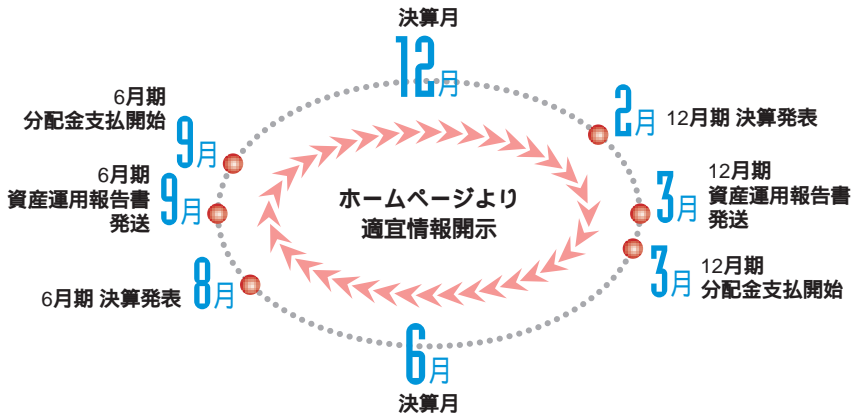 決算月
12月
2月 12月期 決算発表
3月
12月期
資産運用報告書
発送
3月
12月期
分配金支払開始
6月
決算月
6月期 決算発表 8月
6月期
資産運用報告書
発送
9月
6月期
分配金支払開始
9月
ホームページより
適宜情報開示